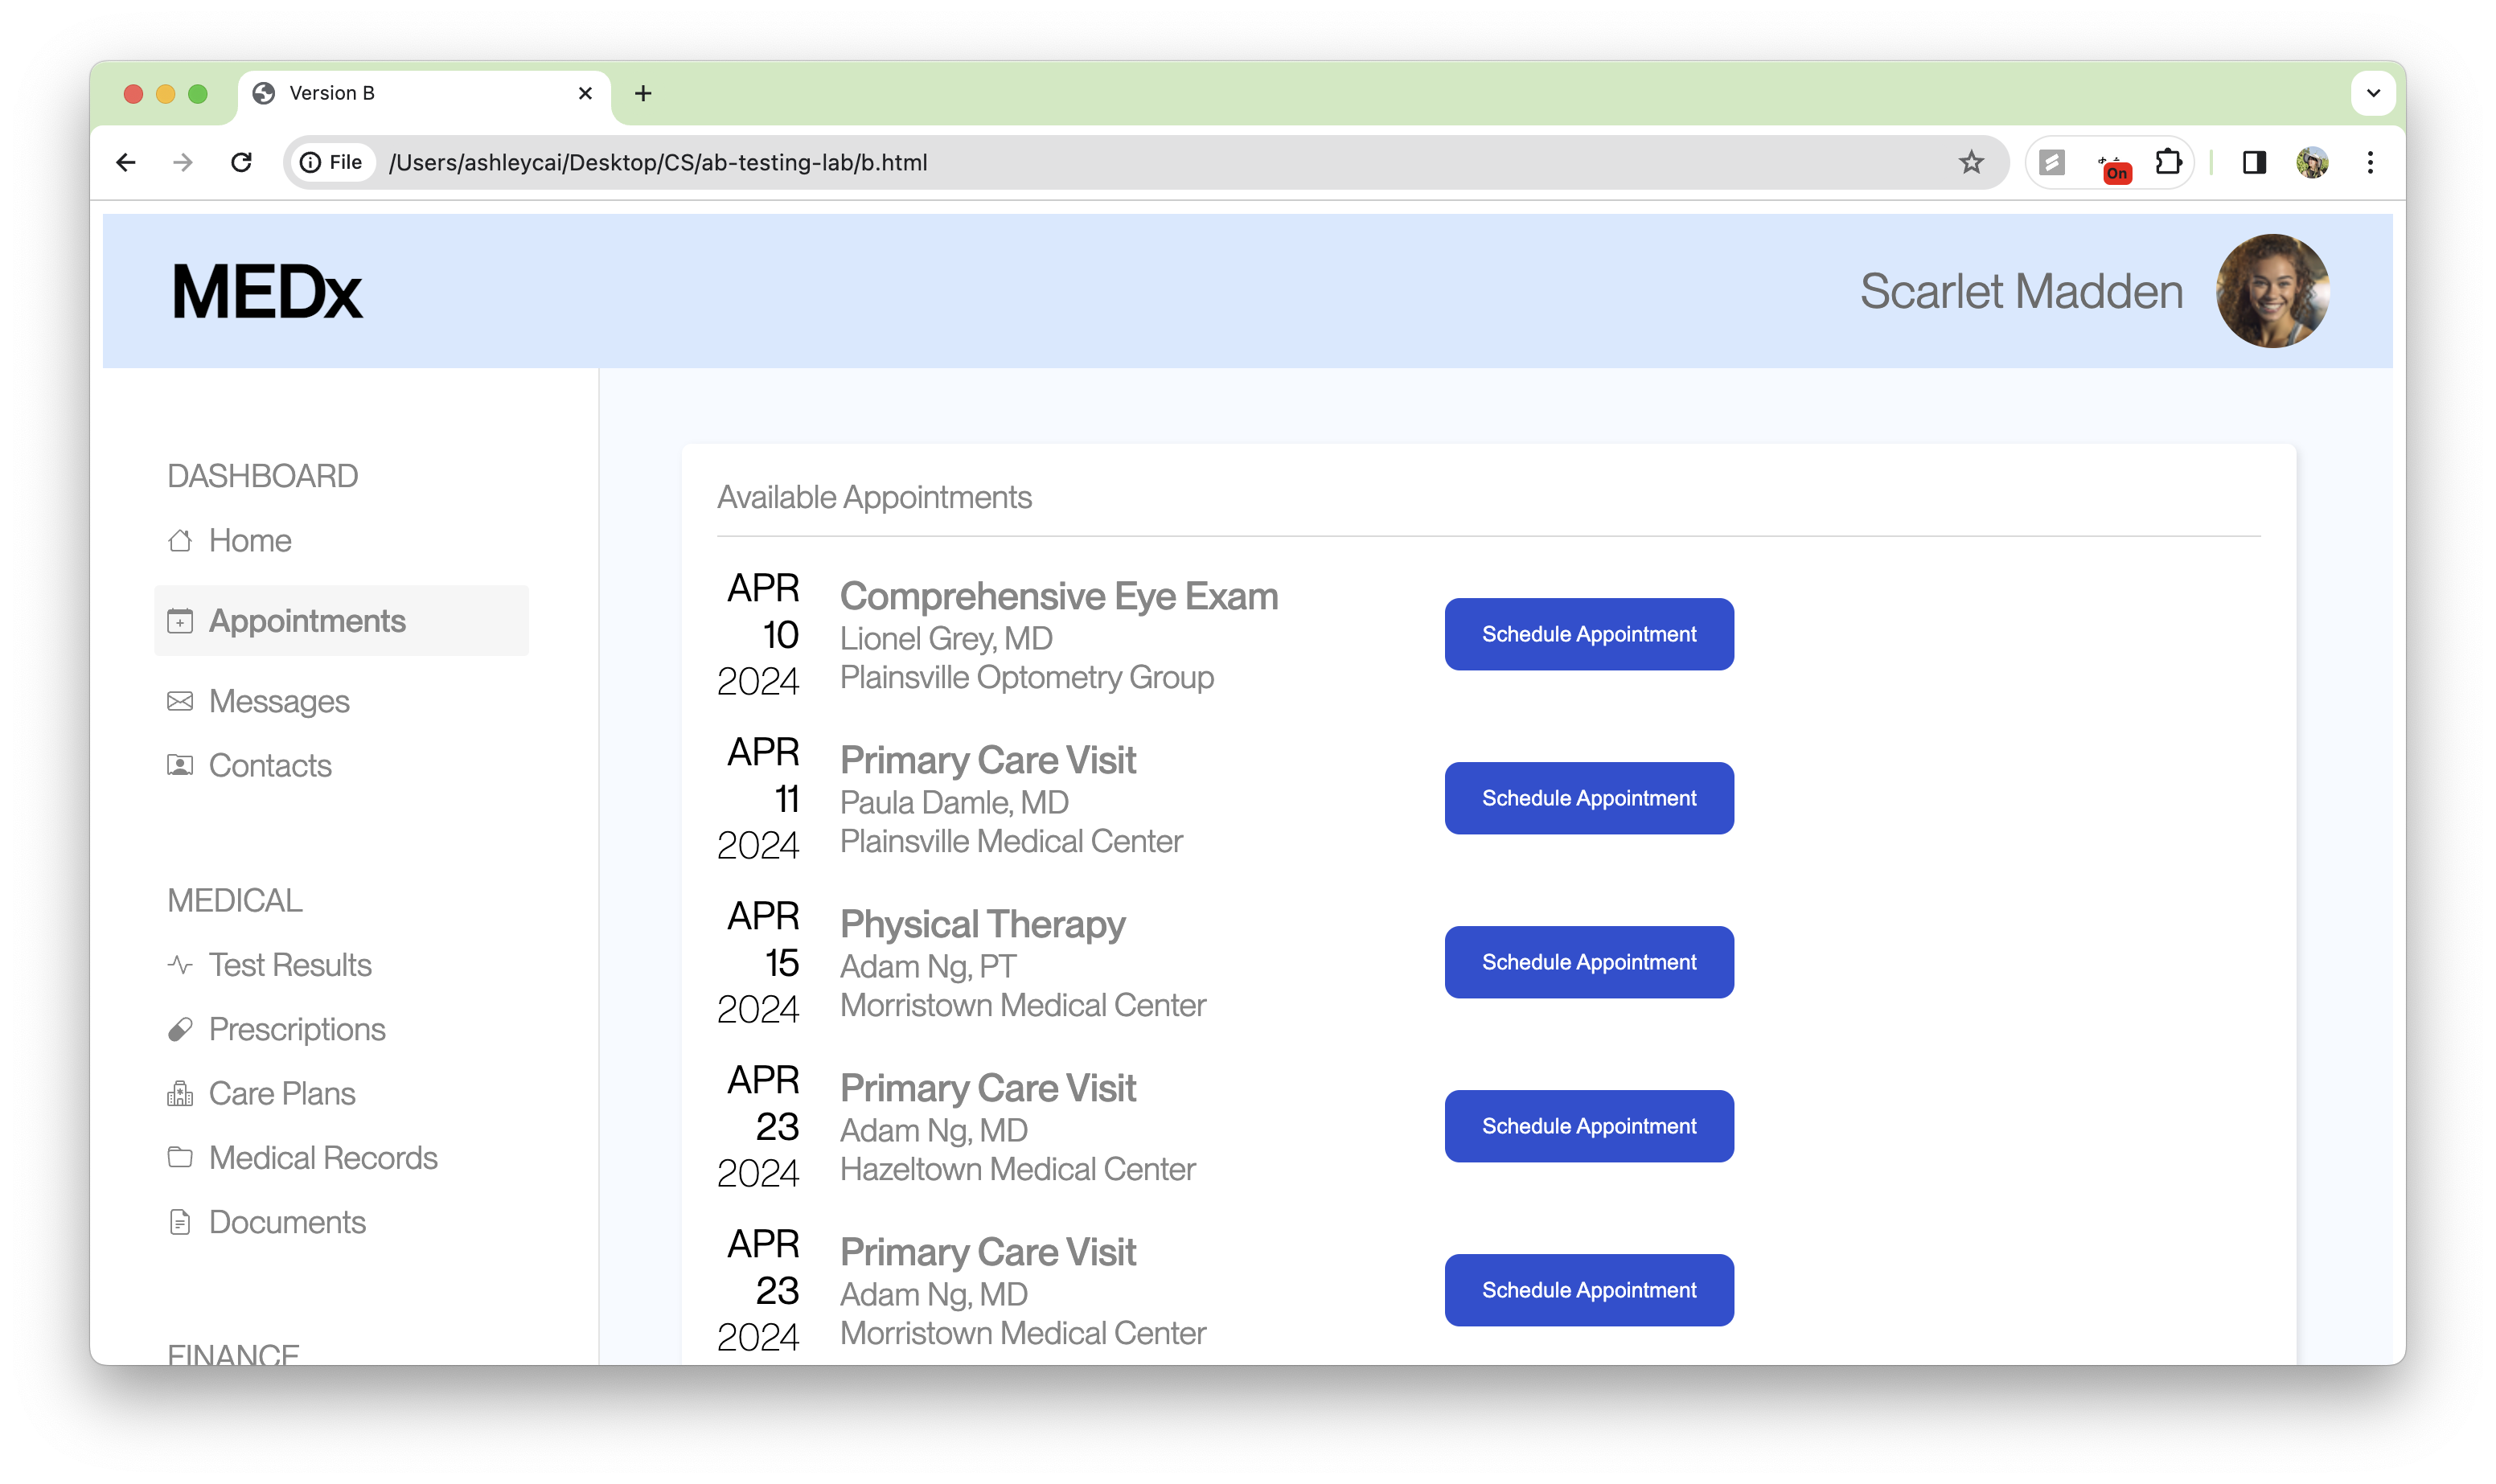 Version B
File /Users/ashleycai/Desktop/CS/ab-testing-lab/b.html
On
MEDx
Scarlet Madden
DASHBOARD
Home
Appointments
Messages
Contacts
MEDICAL
Test Results
Prescriptions
Care Plans
Medical Records
Documents
FINANCE
Available Appointments
APR
10
2024
Comprehensive Eye Exam
Lionel Grey, MD
Plainsville Optometry Group
Schedule Appointment
APR
11
2024
Primary Care Visit
Paula Damle, MD
Plainsville Medical Center
Schedule Appointment
APR
15
2024
Physical Therapy
Adam Ng, PT
Morristown Medical Center
Schedule Appointment
APR
23
2024
Primary Care Visit
Adam Ng, MD
Hazeltown Medical Center
Schedule Appointment
APR
23
2024
Primary Care Visit
Adam Ng, MD
Morristown Medical Center
Schedule Appointment